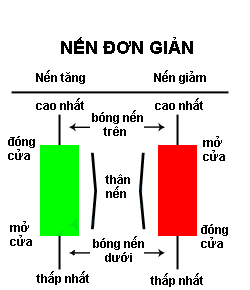 NẾN ĐƠN GIẢN
Nến tăng Nến giảm
cao nhất cao nhất
bóng nến
trên
đóng
cửa
mở
cửa
thân
nến
mở
cửa
đóng
cửa
bóng nến
dưới
thấp nhất thấp nhất